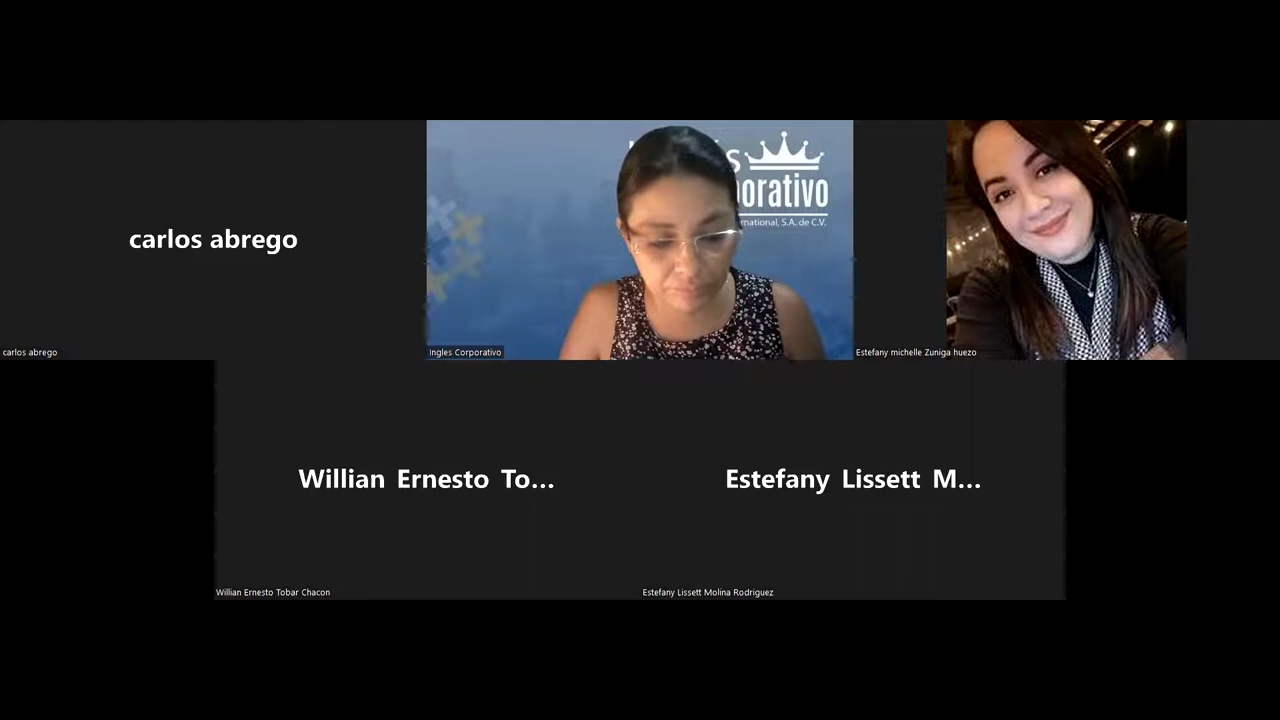 carlos abrego
carlos abrego
s
orativo
rnational, S.A. de C.V.
Ingles Corporativo
Estefany michelle Zuniga huezo
Willian Ernesto To...
Estefany Lissett M...
Willian Ernesto Tobar Chacon
Estefany Lissett Molina Rodriguez